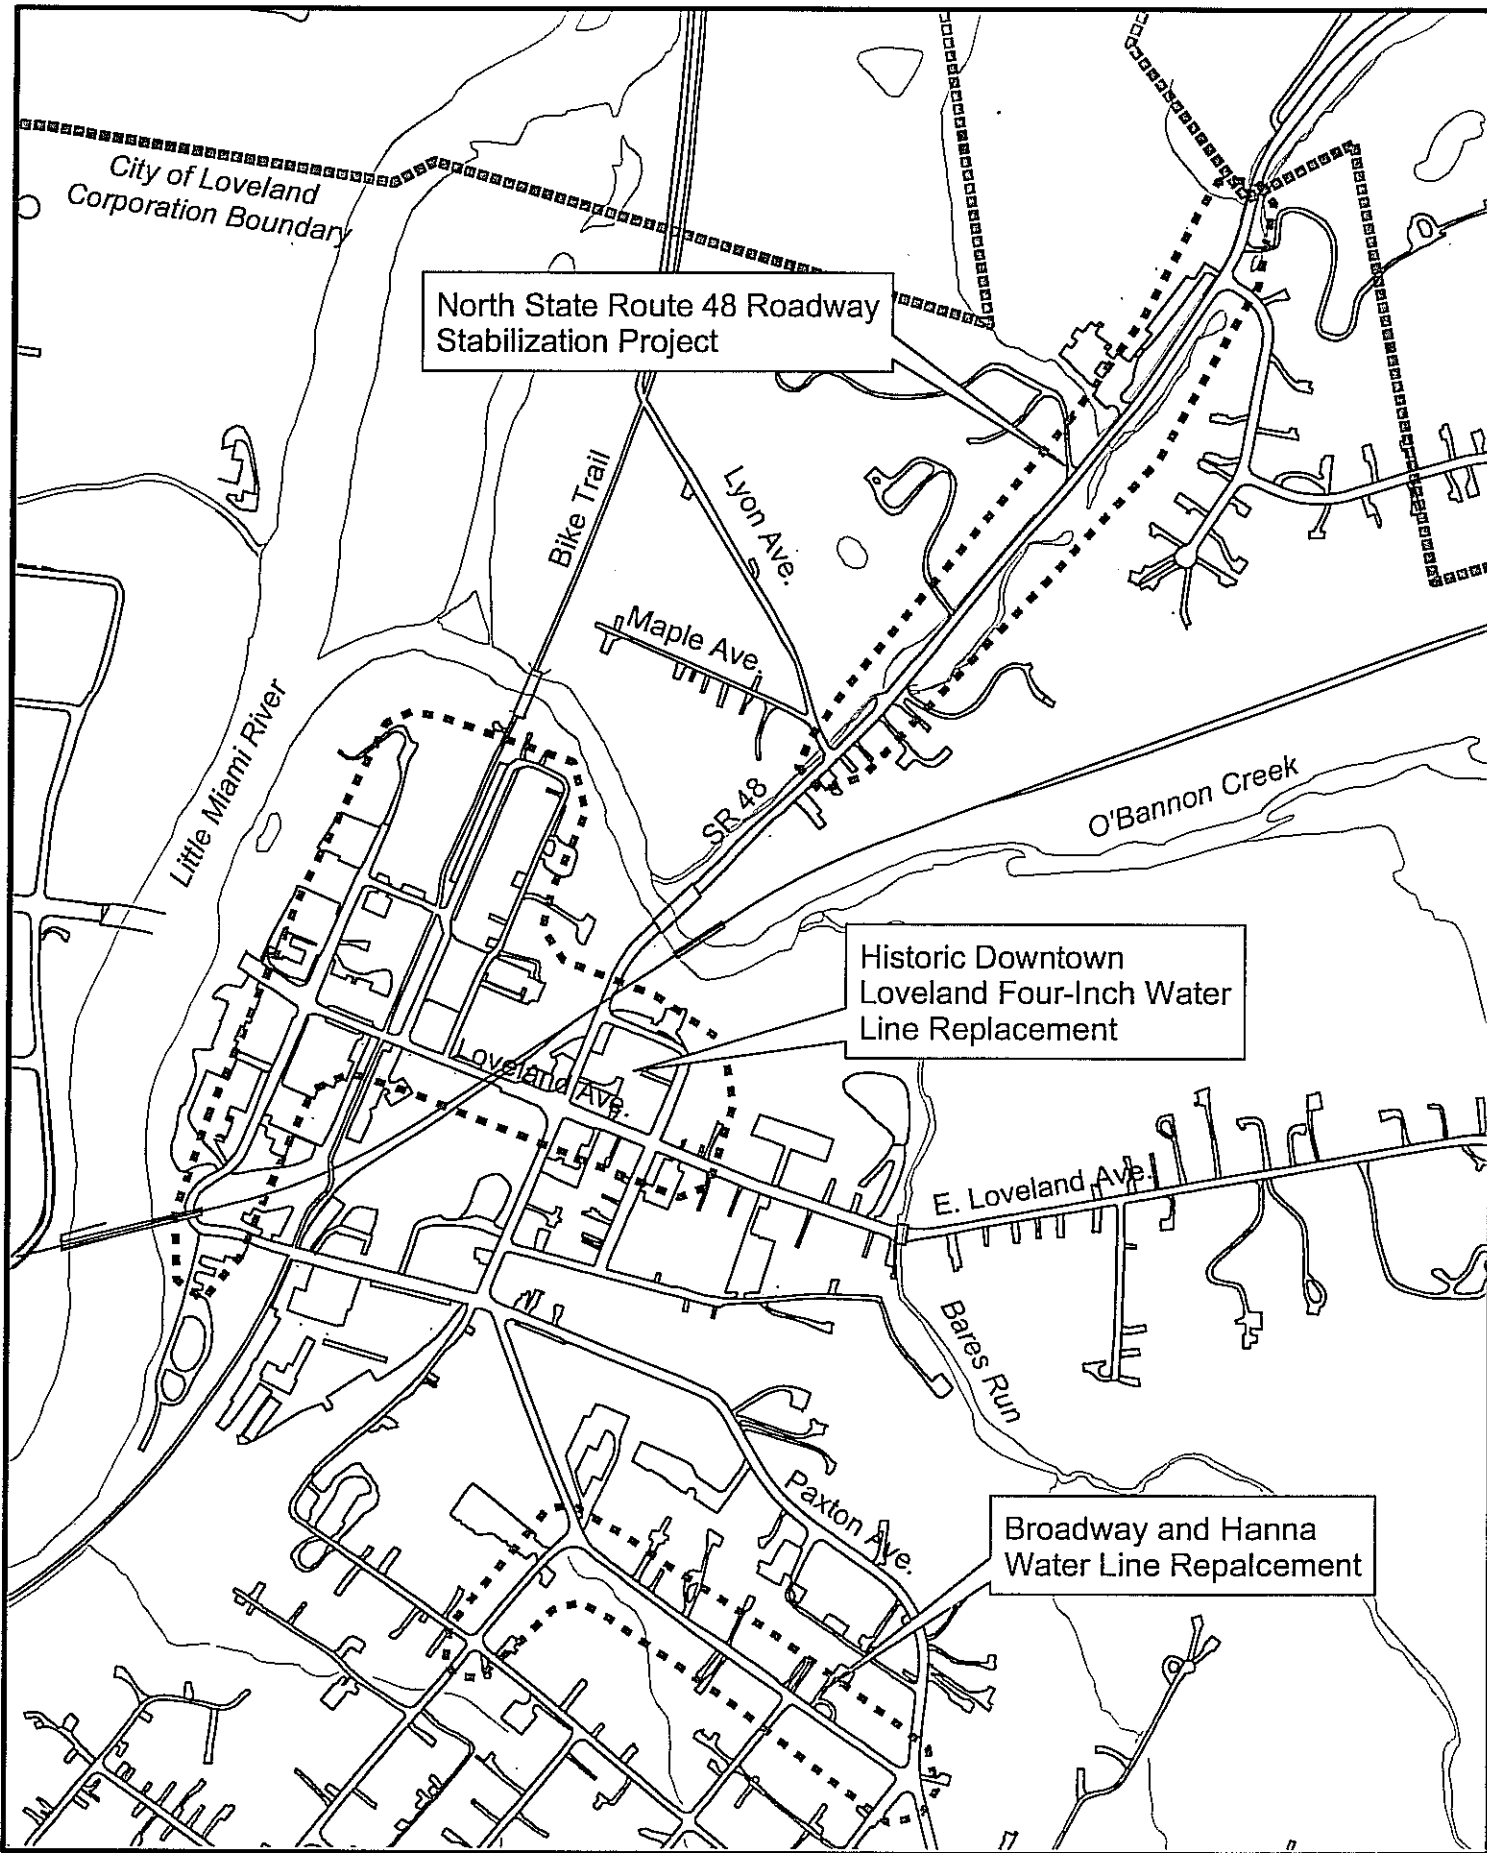 City of Loveland
Corporation Boundary
North State Route 48 Roadway
Stabilization Project
Bike Trail
Lyon Ave.
Maple Ave.
Little Miami River
SR 48
O'Bannon Creek
Historic Downtown
Loveland Four-Inch Water
Line Replacement
Loveland Ave.
E. Loveland Ave.
Bares Run
Paxton Ave.
Broadway and Hanna
Water Line Repalcement